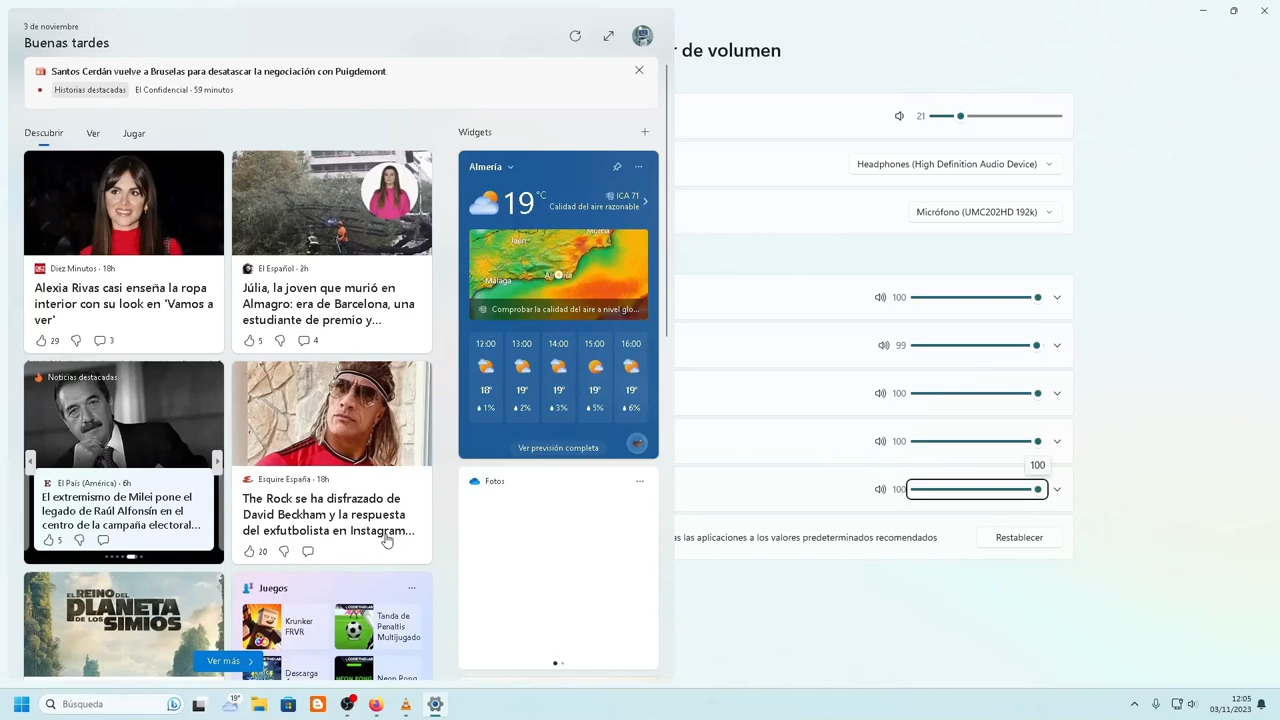 3 de noviembre
Buenas tardes
Santos Cerdán vuelve a Bruselas para desatascar la negociación con Puigdemont
Historias destacadas El Confidencial · 59 minutos
Descubrir Ver Jugar
Diez Minutos · 18h
Alexia Rivas casi enseña la ropa
interior con su look en 'Vamos a
ver'
29 3
El Español · 2h
Júlia, la joven que murió en
Almagro: era de Barcelona, una
estudiante de premio y...
5 4
Noticias destacadas
El País (América) · 6h
El extremismo de Milei pone el
legado de Raúl Alfonsín en el
centro de la campaña electoral...
5
Esquire España · 18h
The Rock se ha disfrazado de
David Beckham y la respuesta
del exfutbolista en Instagram...
20
EL REINO DEL
PLANETA
DE LOS
SIMIOS
Ver más
Juegos
Krunker
FRVR
Tanda de
Penaltis
Multijugado
Descarga
Neon Pong
Widgets
Almería
19 °C
ICA 71
Calidad del aire razonable
Jaén
Murcia
Almería
Málaga
Comprobar la calidad del aire a nivel glo...
12:00 13:00 14:00 15:00 16:00
18° 19° 19° 19° 19°
1% 2% 3% 5% 6%
Ver previsión completa
Fotos
r de volumen
21
Headphones (High Definition Audio Device)
Micrófono (UMC202HD 192k)
100
99
100
100
100
100
as las aplicaciones a los valores predeterminados recomendados
Restablecer
Búsqueda
19°
12:05
03/11/2023